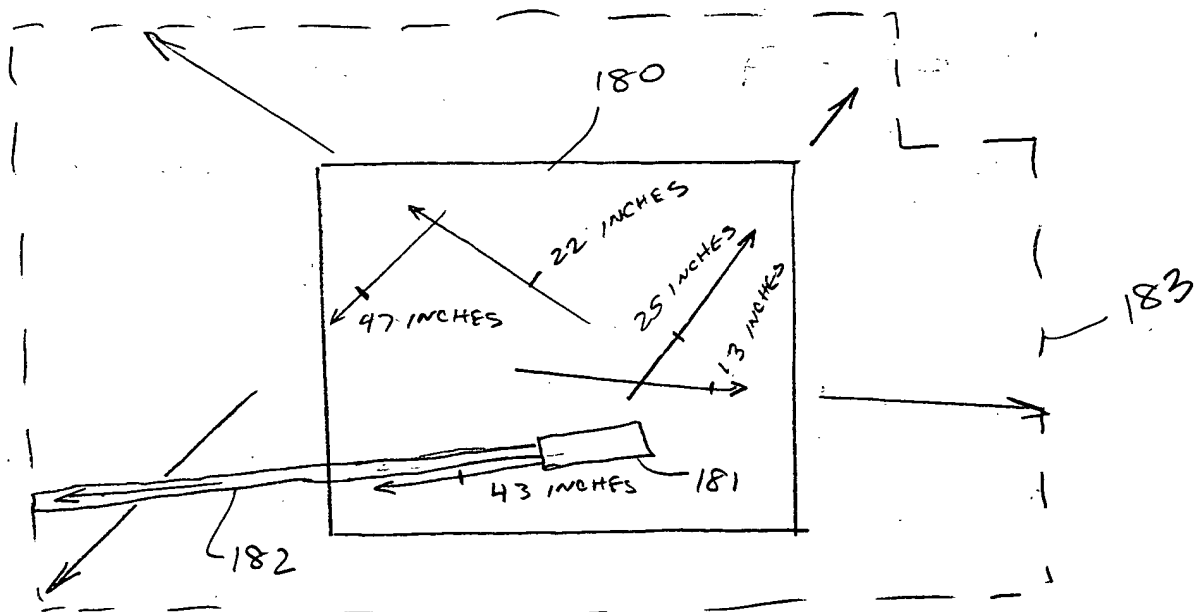 180
22 INCHES
25 INCHES
13 INCHES
183
47 INCHES
43 INCHES
181
182